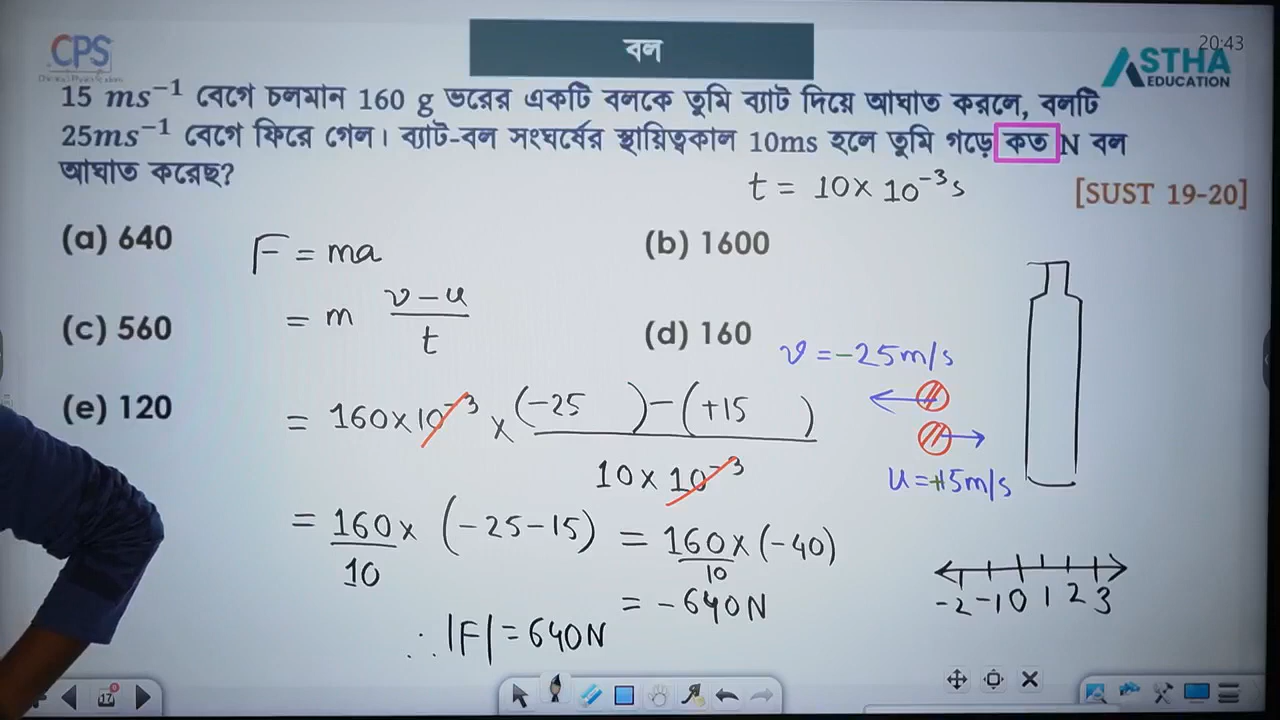 বল
20:43
CPS
ASTHA
EDUCATION
15 ms⁻¹ বেগে চলমান 160 g ভরের একটি বলকে তুমি ব্যাট দিয়ে আঘাত করলে, বলটি
25ms⁻¹ বেগে ফিরে গেল। ব্যাট-বল সংঘর্ষের স্থায়িত্বকাল 10ms হলে তুমি গড়ে কত N বল
আঘাত করেছ?
t = 10 × 10⁻³s
[SUST 19-20]
(a) 640
(b) 1600
(c) 560
(d) 160
(e) 120
F = ma
= m (v - u)/t
= 160×10⁻³ × ((-25) - (+15))/(10 × 10⁻³)
= 160/10 × (-25-15) = 160/10 × (-40)
= -640N
∴ |F| = 640N
v = -25m/s
u = +15m/s
-2 -1 0 1 2 3
17